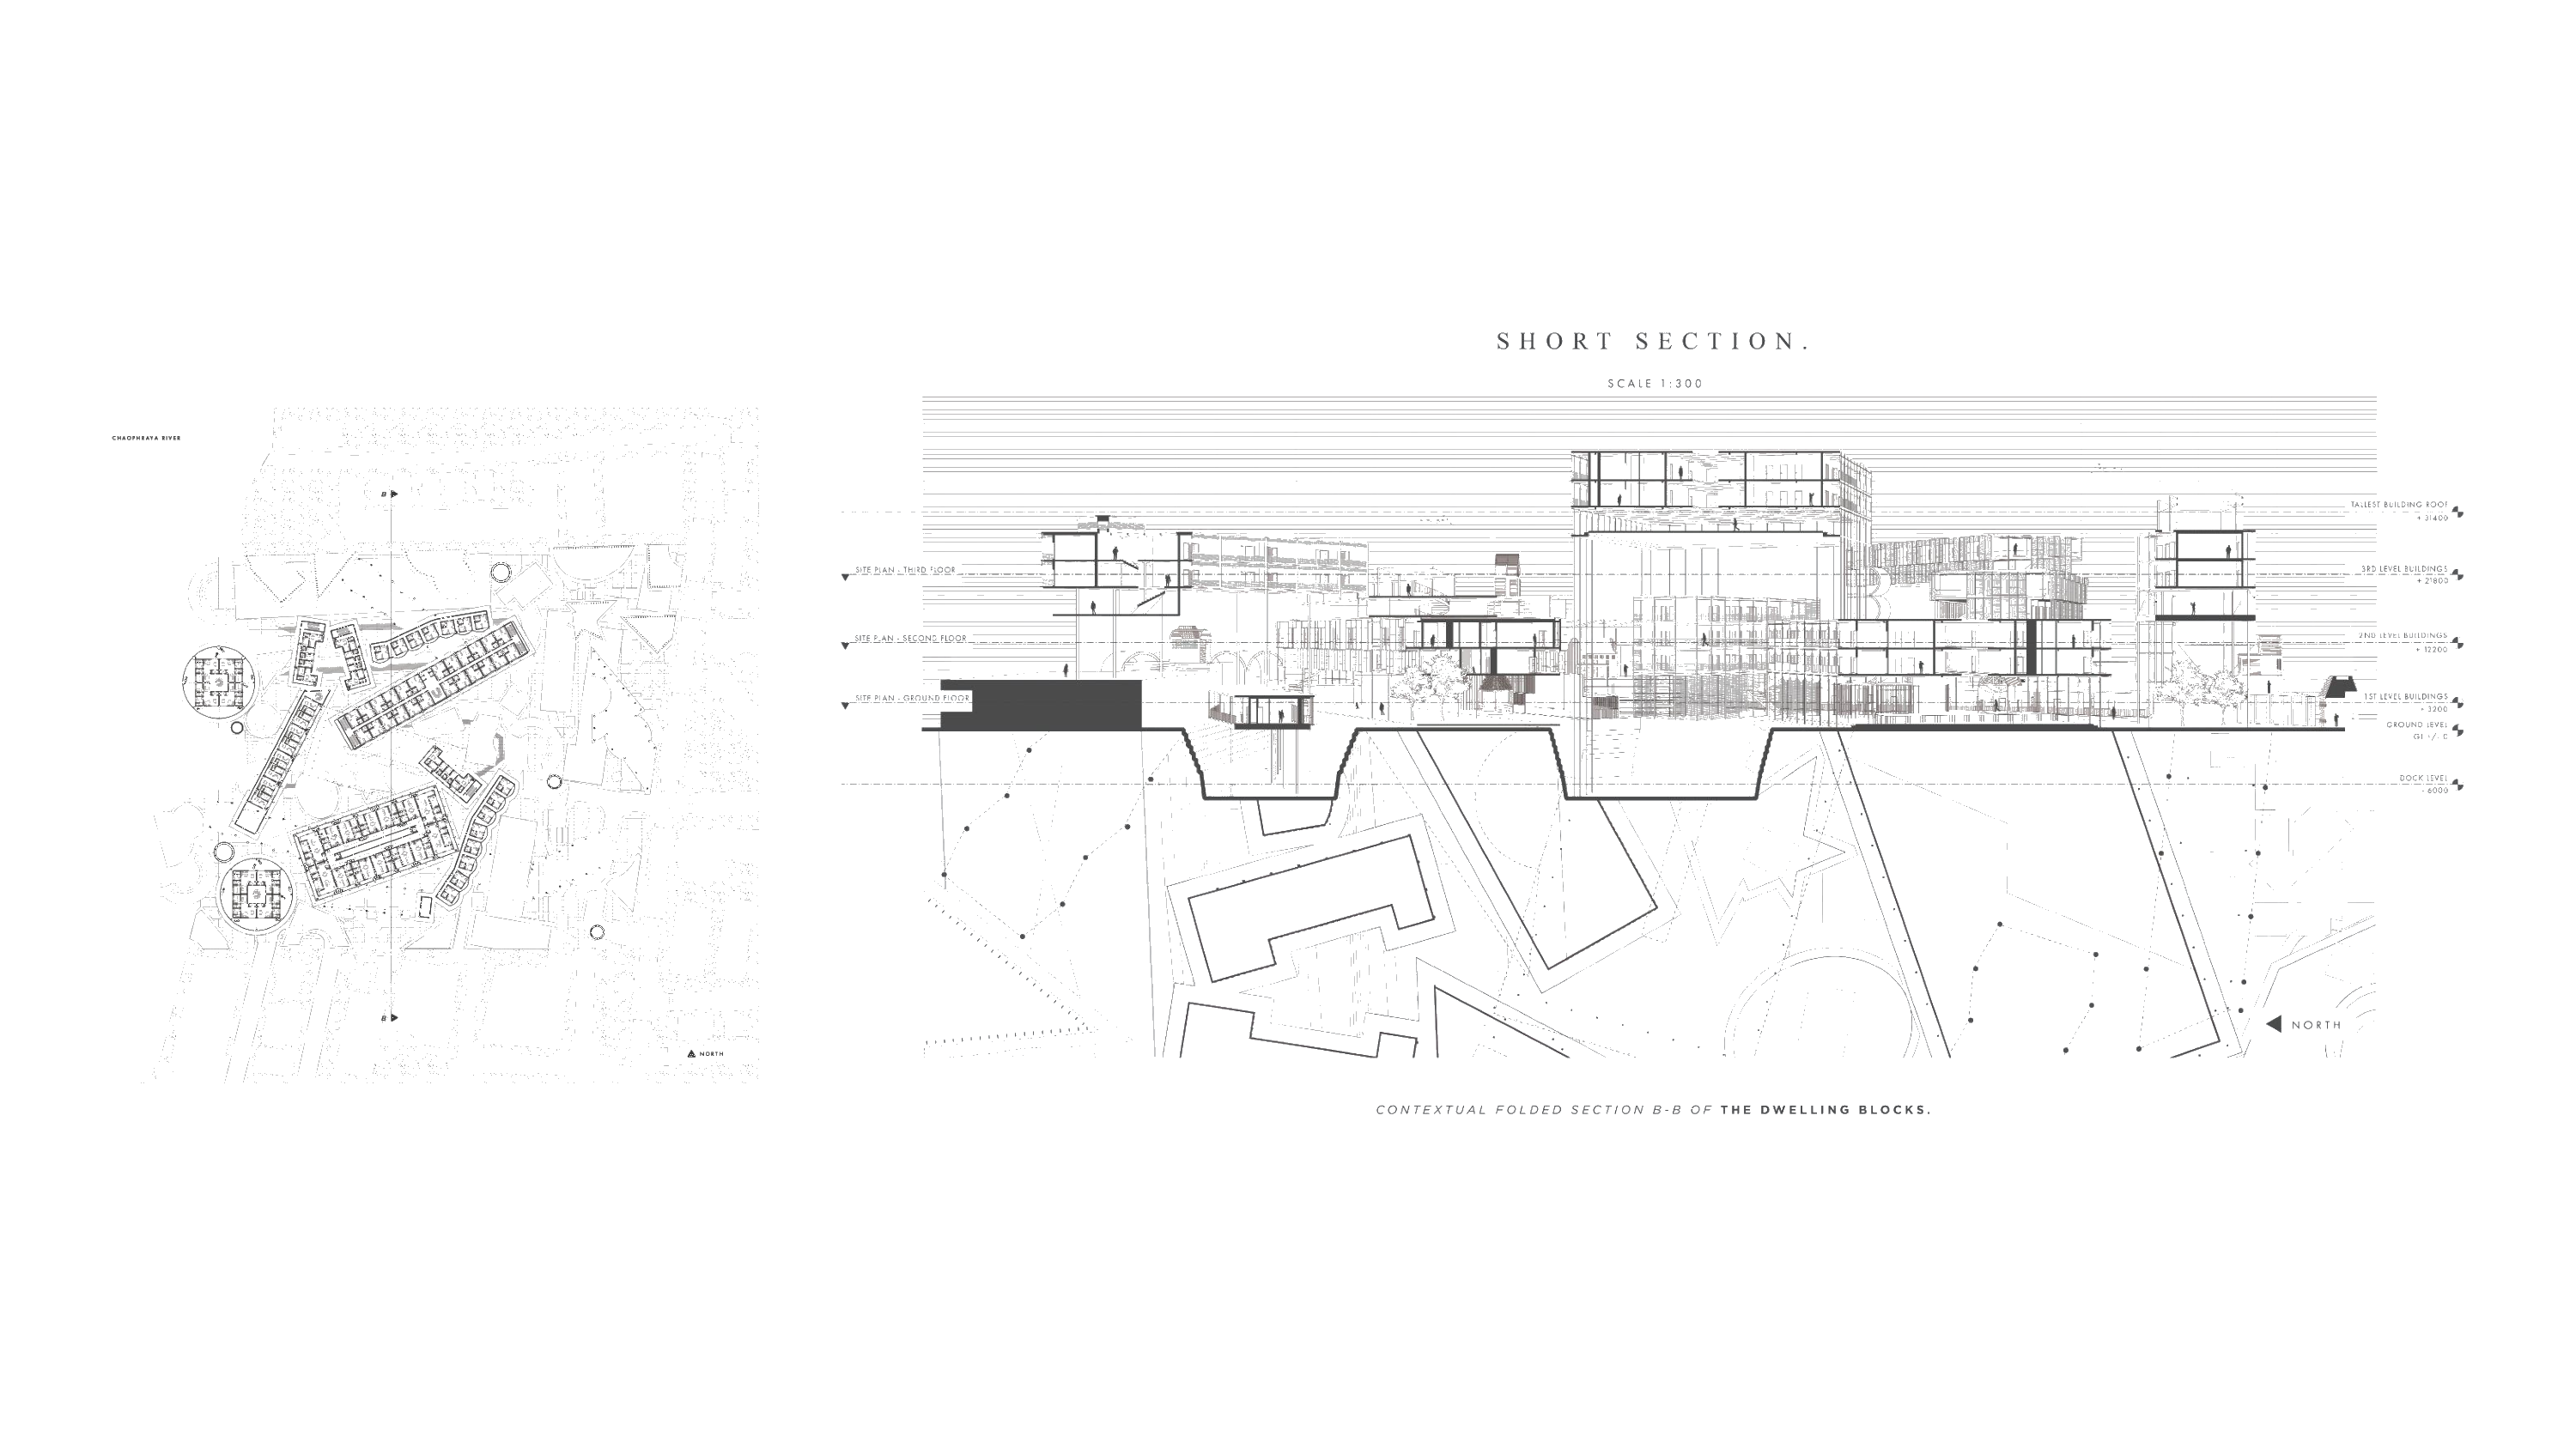 SHORT SECTION.
SCALE 1:300
CHAOPHRAYA RIVER
B
B
NORTH
SITE PLAN - THIRD FLOOR
SITE PLAN - SECOND FLOOR
SITE PLAN - GROUND FLOOR
TALLEST BUILDING ROOF
+ 31400
3RD LEVEL BUILDINGS
+ 21800
2ND LEVEL BUILDINGS
+ 12200
1ST LEVEL BUILDINGS
+ 3200
GROUND LEVEL
GL +/- 0
DOCK LEVEL
- 6000
NORTH
CONTEXTUAL FOLDED SECTION B-B OF THE DWELLING BLOCKS.